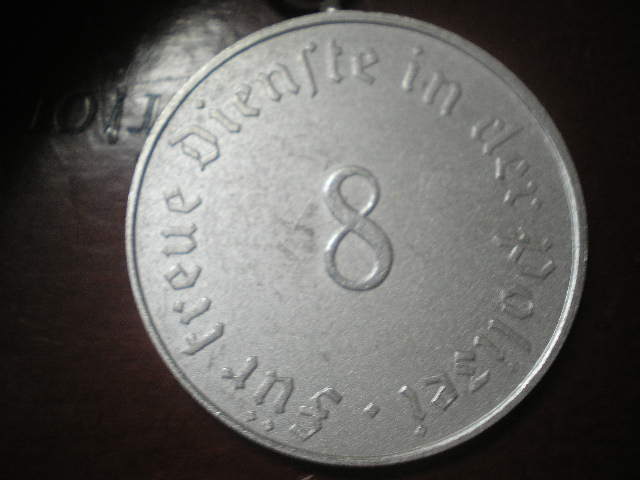 Für treue Dienste in der Polizei ·
8